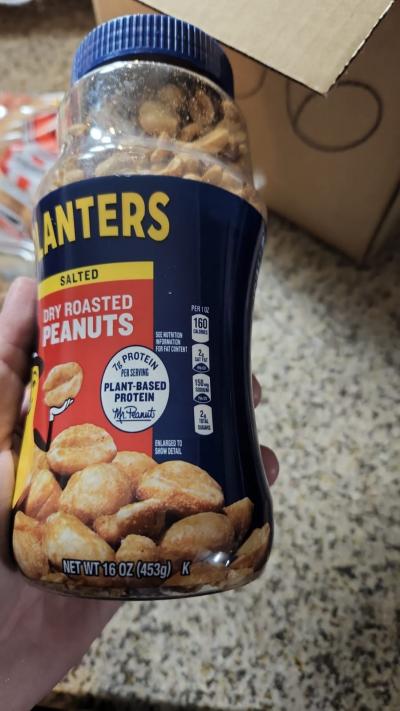 LANTERS
SALTED
DRY ROASTED
PEANUTS
7g PROTEIN
PER SERVING
PLANT-BASED
PROTEIN
Mr. Peanut
SEE NUTRITION
INFORMATION
FOR FAT CONTENT
PER 1 OZ
160
CALORIES
2g
SAT FAT
150mg
SODIUM
2g
TOTAL
SUGARS
ENLARGED TO
SHOW DETAIL
NET WT 16 OZ (453g) K